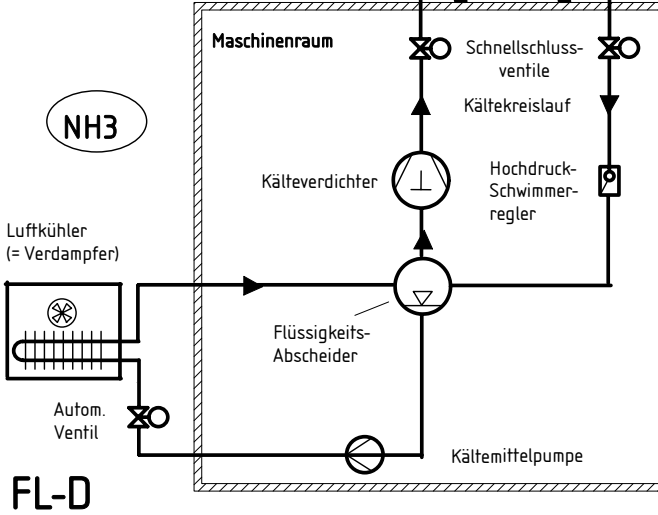 Maschinenraum
Schnellschluss-
ventile
Kältekreislauf
NH3
Kälteverdichter
Hochdruck-
Schwimmer-
regler
Luftkühler
(= Verdampfer)
Flüssigkeits-
Abscheider
Autom.
Ventil
Kältemittelpumpe
FL-D